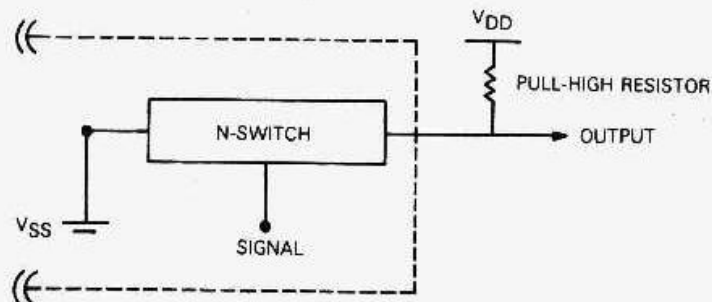 VDD
PULL-HIGH RESISTOR
N-SWITCH
OUTPUT
VSS
SIGNAL